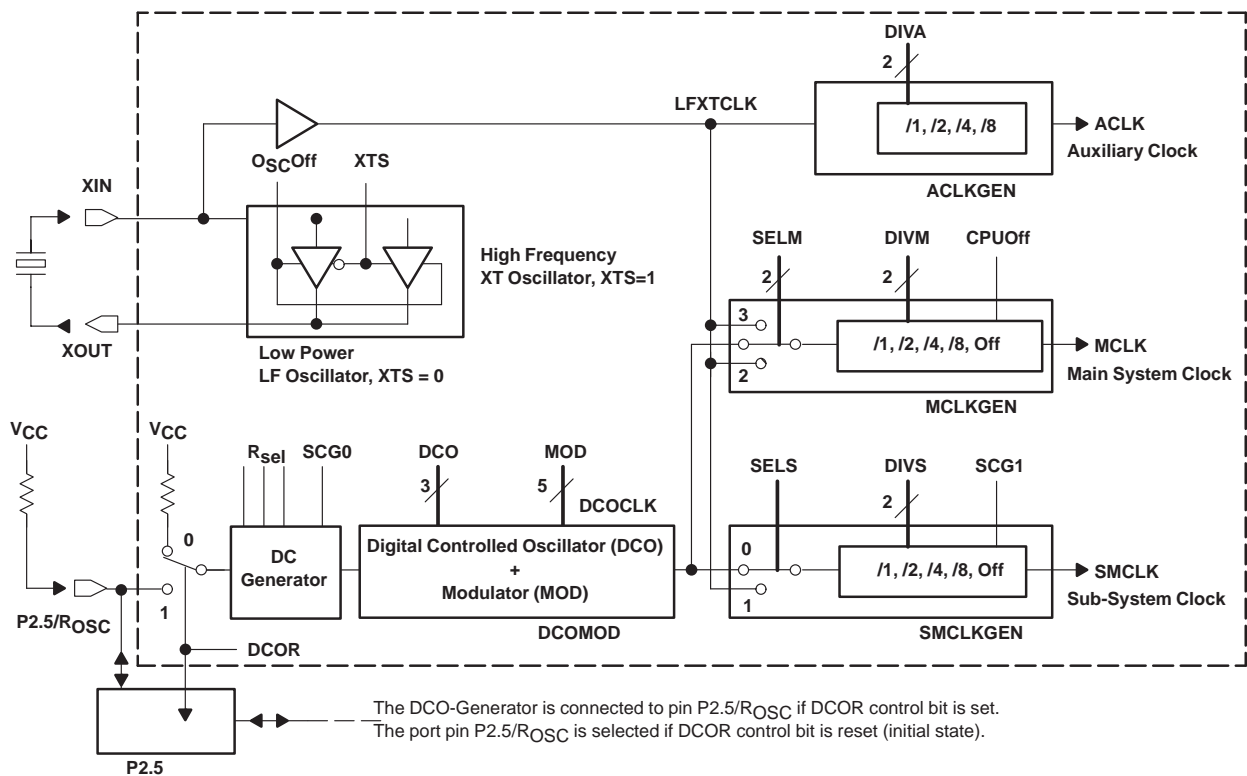 DIVA
2
LFXTCLK
/1, /2, /4, /8
ACLK
Auxiliary Clock
ACLKGEN
OSCOff
XTS
XIN
High Frequency
XT Oscillator, XTS=1
XOUT
Low Power
LF Oscillator, XTS = 0
SELM
DIVM
CPUOff
2
2
3
2
/1, /2, /4, /8, Off
MCLK
Main System Clock
MCLKGEN
VCC
VCC
Rsel
SCG0
DCO
MOD
3
5
DCOCLK
SELS
DIVS
SCG1
2
0
1
DC
Generator
Digital Controlled Oscillator (DCO)
+
Modulator (MOD)
DCOMOD
0
1
/1, /2, /4, /8, Off
SMCLK
Sub-System Clock
SMCLKGEN
P2.5/ROSC
DCOR
The DCO-Generator is connected to pin P2.5/ROSC if DCOR control bit is set.
The port pin P2.5/ROSC is selected if DCOR control bit is reset (initial state).
P2.5